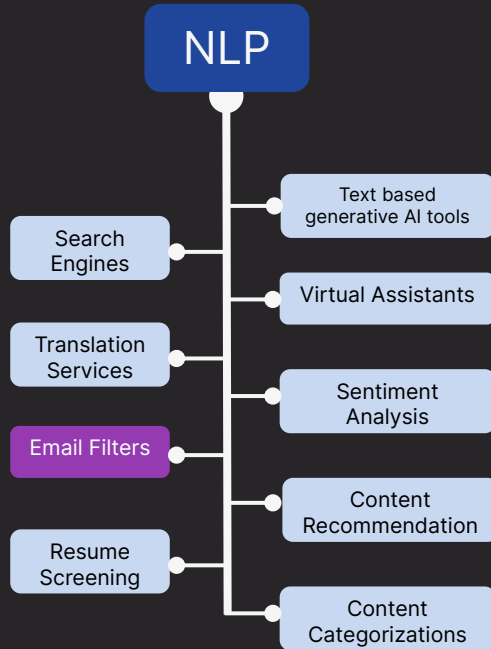 NLP
Text based
generative AI tools
Search
Engines
Virtual Assistants
Translation
Services
Sentiment
Analysis
Email Filters
Content
Recommendation
Resume
Screening
Content
Categorizations